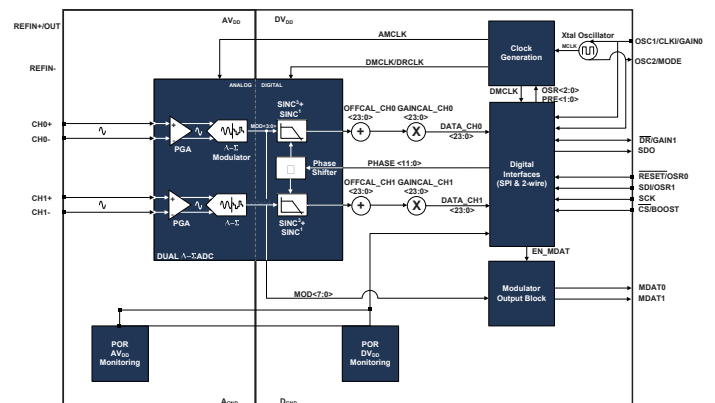 REFIN+/OUT
AVDD
DVDD
AMCLK
Xtal Oscillator
MCLK
OSC1/CLKI/GAIN0
OSC2/MODE
REFIN-
Clock
Generation
DMCLK/DRCLK
DMCLK
OSR<2:0>
PRE<1:0>
ANALOG
DIGITAL
SINC3+
SINC1
OFFCAL_CH0
<23:0>
GAINCAL_CH0
<23:0>
CH0+
CH0-
+
-
PGA
Λ–Σ
Modulator
MOD<3:0>
+
X
DATA_CH0
<23:0>
DR/GAIN1
SDO
Phase
Shifter
PHASE <11:0>
Digital
Interfaces
(SPI & 2-wire)
RESET/OSR0
SDI/OSR1
SCK
CS/BOOST
OFFCAL_CH1
<23:0>
GAINCAL_CH1
<23:0>
CH1+
CH1-
+
-
PGA
Λ–Σ
+
X
DATA_CH1
<23:0>
SINC3+
SINC1
DUAL Λ–Σ ADC
EN_MDAT
MOD<7:0>
Modulator
Output Block
MDAT0
MDAT1
POR
AVDD
Monitoring
POR
DVDD
Monitoring
AGND
DGND